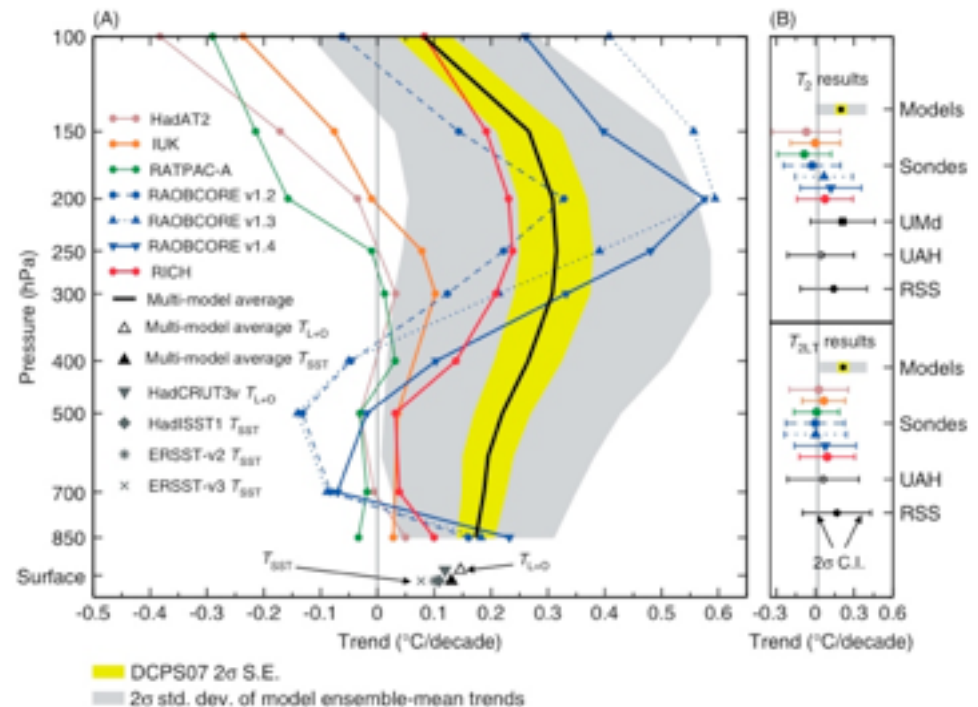 (A)
100
150
200
250
300
400
500
700
850
Surface
Pressure (hPa)
HadAT2
IUK
RATPAC-A
RAOBCORE v1.2
RAOBCORE v1.3
RAOBCORE v1.4
RICH
Multi-model average
Multi-model average T_L+O
Multi-model average T_SST
HadCRUT3v T_L+O
HadISST1 T_SST
ERSST-v2 T_SST
ERSST-v3 T_SST
T_SST
T_L+O
-0.5 -0.4 -0.3 -0.2 -0.1 0 0.1 0.2 0.3 0.4 0.5 0.6
Trend (°C/decade)
DCPS07 2σ S.E.
2σ std. dev. of model ensemble-mean trends
(B)
T2 results
Models
Sondes
UMd
UAH
RSS
T2LT results
Models
Sondes
UAH
RSS
2σ C.I.
-0.3 0 0.3 0.6
Trend (°C/decade)